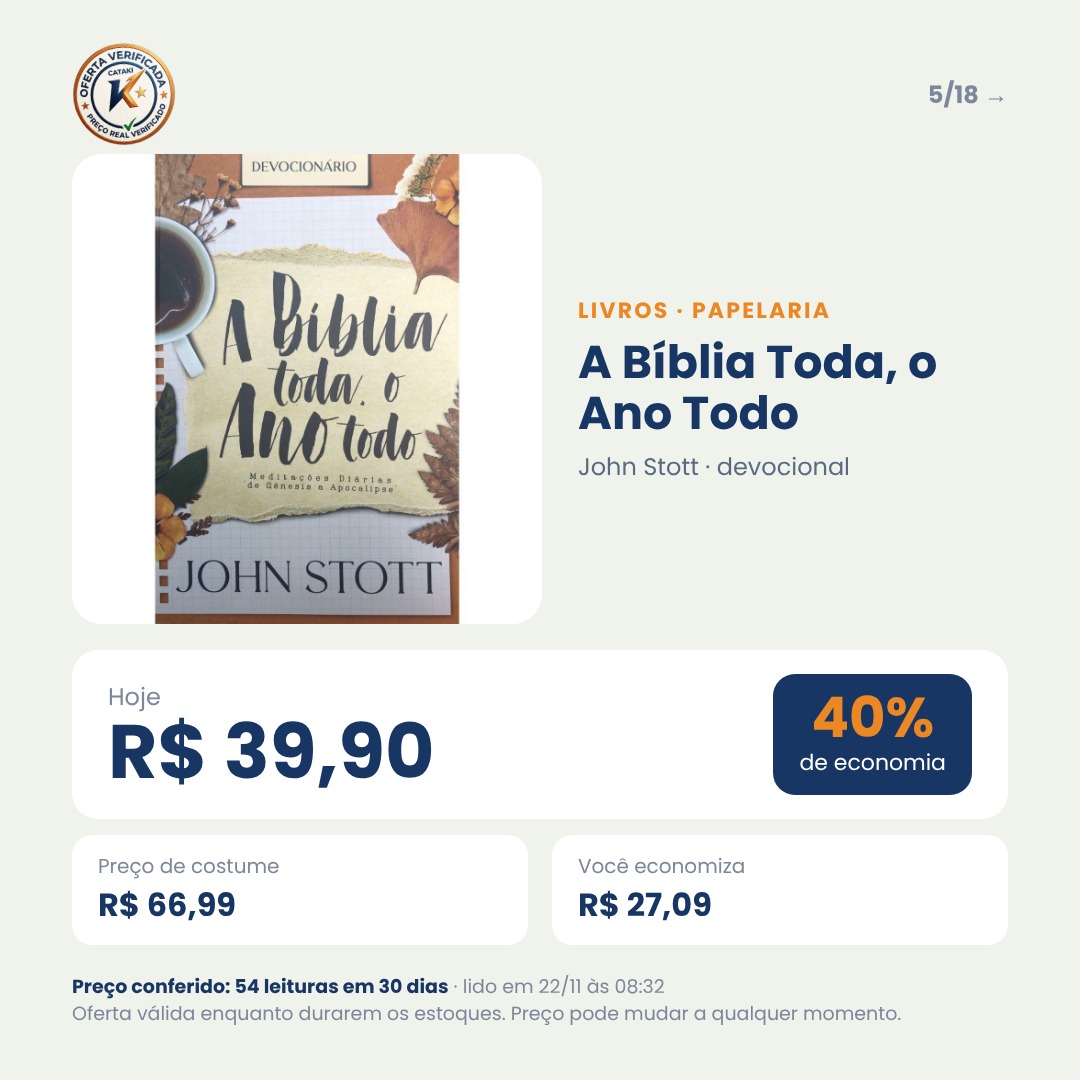 OFERTA VERIFICADA
CATAKI
K
PREÇO REAL VERIFICADO
5/18 →
DEVOCIONÁRIO
A Bíblia
toda, o
Ano todo
Meditações Diárias
de Gênesis a Apocalipse
JOHN STOTT
LIVROS · PAPELARIA
A Bíblia Toda, o
Ano Todo
John Stott · devocional
Hoje
R$ 39,90
40%
de economia
Preço de costume
R$ 66,99
Você economiza
R$ 27,09
Preço conferido: 54 leituras em 30 dias · lido em 22/11 às 08:32
Oferta válida enquanto durarem os estoques. Preço pode mudar a qualquer momento.